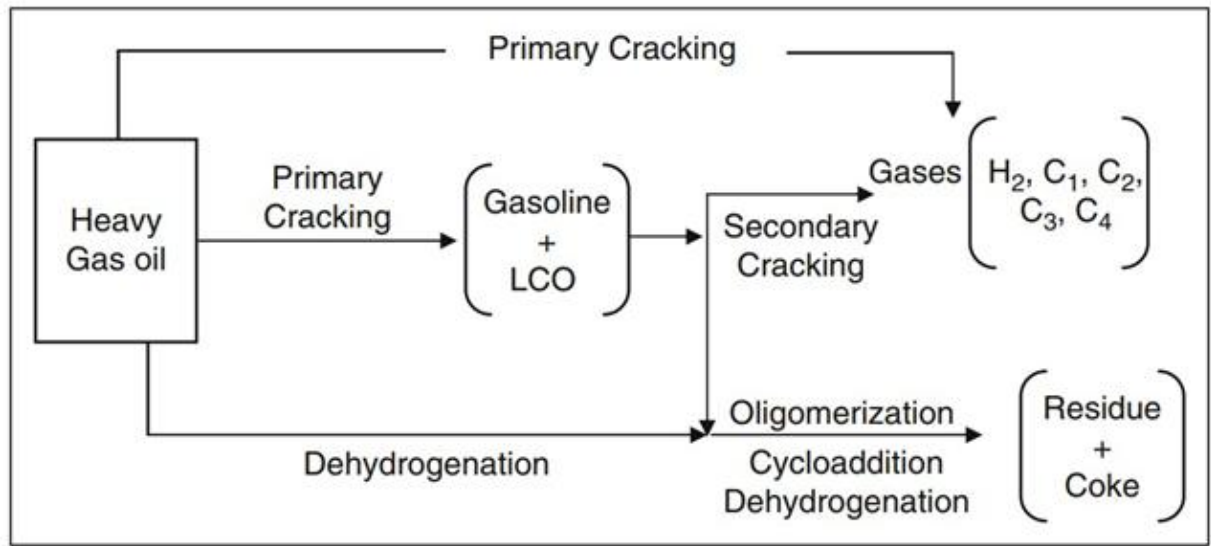 Primary Cracking
Heavy
Gas oil
Primary
Cracking
Gasoline
+
LCO
Secondary
Cracking
Gases
H₂, C₁, C₂,
C₃, C₄
Dehydrogenation
Oligomerization
Cycloaddition
Dehydrogenation
Residue
+
Coke